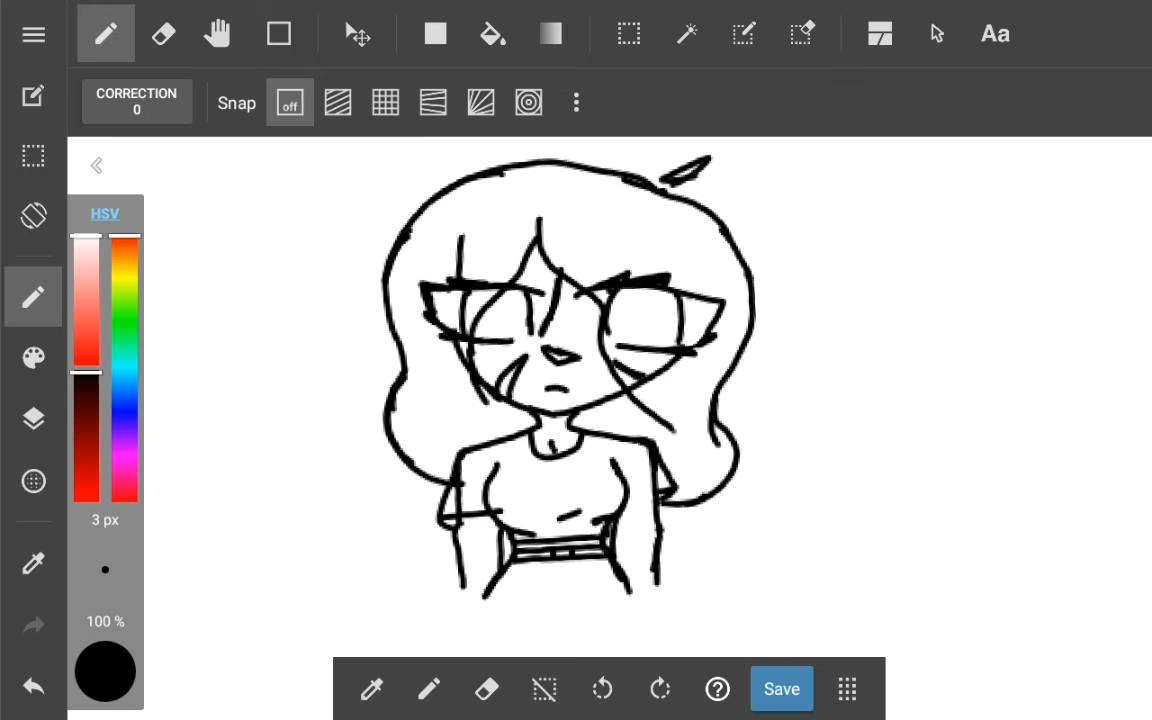 Aa
CORRECTION
0
Snap
off
HSV
3 px
100 %
Save